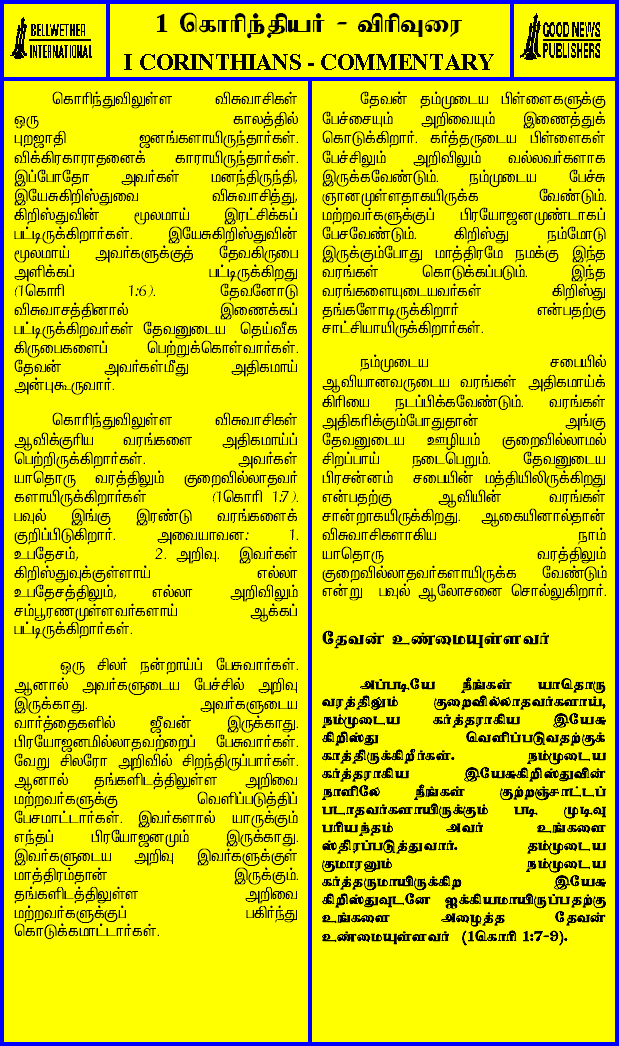 BELLWETHER
INTERNATIONAL
1 கொரிந்தியர் - விரிவுரை
I CORINTHIANS - COMMENTARY
GOOD NEWS
PUBLISHERS
கொரிந்துவிலுள்ள விசுவாசிகள்
ஒரு காலத்தில்
புறஜாதி ஜனங்களாயிருந்தார்கள்.
விக்கிரகாராதனைக் காராயிருந்தார்கள்.
இப்போதோ அவர்கள் மனந்திருந்தி,
இயேசுகிறிஸ்துவை விசுவாசித்து,
கிறிஸ்துவின் மூலமாய் இரட்சிக்கப்
பட்டிருக்கிறார்கள். இயேசுகிறிஸ்துவின்
மூலமாய் அவர்களுக்குத் தேவகிருபை
அளிக்கப் பட்டிருக்கிறது
(1கொரி 1:6). தேவனோடு
விசுவாசத்தினால் இணைக்கப்
பட்டிருக்கிறவர்கள் தேவனுடைய தெய்வீக
கிருபைகளைப் பெற்றுக்கொள்வார்கள்.
தேவன் அவர்கள்மீது அதிகமாய்
அன்புகூருவார்.
கொரிந்துவிலுள்ள விசுவாசிகள்
ஆவிக்குரிய வரங்களை அதிகமாய்ப்
பெற்றிருக்கிறார்கள். அவர்கள்
யாதொரு வரத்திலும் குறைவில்லாதவர்
களாயிருக்கிறார்கள் (1கொரி 1:7).
பவுல் இங்கு இரண்டு வரங்களைக்
குறிப்பிடுகிறார். அவையாவன: 1.
உபதேசம், 2. அறிவு. இவர்கள்
கிறிஸ்துவுக்குள்ளாய் எல்லா
உபதேசத்திலும், எல்லா அறிவிலும்
சம்பூரணமுள்ளவர்களாய் ஆக்கப்
பட்டிருக்கிறார்கள்.
ஒரு சிலர் நன்றாய்ப் பேசுவார்கள்.
ஆனால் அவர்களுடைய பேச்சில் அறிவு
இருக்காது. அவர்களுடைய
வார்த்தைகளில் ஜீவன் இருக்காது.
பிரயோஜனமில்லாதவற்றைப் பேசுவார்கள்.
வேறு சிலரோ அறிவில் சிறந்திருப்பார்கள்.
ஆனால் தங்களிடத்திலுள்ள அறிவை
மற்றவர்களுக்கு வெளிப்படுத்திப்
பேசமாட்டார்கள். இவர்களால் யாருக்கும்
எந்தப் பிரயோஜனமும் இருக்காது.
இவர்களுடைய அறிவு இவர்களுக்குள்
மாத்திரம்தான் இருக்கும்.
தங்களிடத்திலுள்ள அறிவை
மற்றவர்களுக்குப் பகிர்ந்து
கொடுக்கமாட்டார்கள்.
தேவன் தம்முடைய பிள்ளைகளுக்கு
பேச்சையும் அறிவையும் இணைத்துக்
கொடுக்கிறார். கர்த்தருடைய பிள்ளைகள்
பேச்சிலும் அறிவிலும் வல்லவர்களாக
இருக்கவேண்டும். நம்முடைய பேச்சு
ஞானமுள்ளதாகயிருக்க வேண்டும்.
மற்றவர்களுக்குப் பிரயோஜனமுண்டாகப்
பேசவேண்டும். கிறிஸ்து நம்மோடு
இருக்கும்போது மாத்திரமே நமக்கு இந்த
வரங்கள் கொடுக்கப்படும். இந்த
வரங்களையுடையவர்கள் கிறிஸ்து
தங்களோடிருக்கிறார் என்பதற்கு
சாட்சியாயிருக்கிறார்கள்.
நம்முடைய சபையில்
ஆவியானவருடைய வரங்கள் அதிகமாய்க்
கிரியை நடப்பிக்கவேண்டும். வரங்கள்
அதிகரிக்கும்போதுதான் அங்கு
தேவனுடைய ஊழியம் குறைவில்லாமல்
சிறப்பாய் நடைபெறும். தேவனுடைய
பிரசன்னம் சபையின் மத்தியிலிருக்கிறது
என்பதற்கு ஆவியின் வரங்கள்
சான்றாகயிருக்கிறது. ஆகையினால்தான்
விசுவாசிகளாகிய நாம்
யாதொரு வரத்திலும்
குறைவில்லாதவர்களாயிருக்க வேண்டும்
என்று பவுல் ஆலோசனை சொல்லுகிறார்.
தேவன் உண்மையுள்ளவர்
அப்படியே நீங்கள் யாதொரு
வரத்திலும் குறைவில்லாதவர்களாய்,
நம்முடைய கர்த்தராகிய இயேசு
கிறிஸ்து வெளிப்படுவதற்குக்
காத்திருக்கிறீர்கள். நம்முடைய
கர்த்தராகிய இயேசுகிறிஸ்துவின்
நாளிலே நீங்கள் குற்றஞ்சாட்டப்
படாதவர்களாயிருக்கும் படி முடிவு
பரியந்தம் அவர் உங்களை
ஸ்திரப்படுத்துவார். தம்முடைய
குமாரனும் நம்முடைய
கர்த்தருமாயிருக்கிற இயேசு
கிறிஸ்துவுடனே ஐக்கியமாயிருப்பதற்கு
உங்களை அழைத்த தேவன்
உண்மையுள்ளவர் (1கொரி 1:7-9).